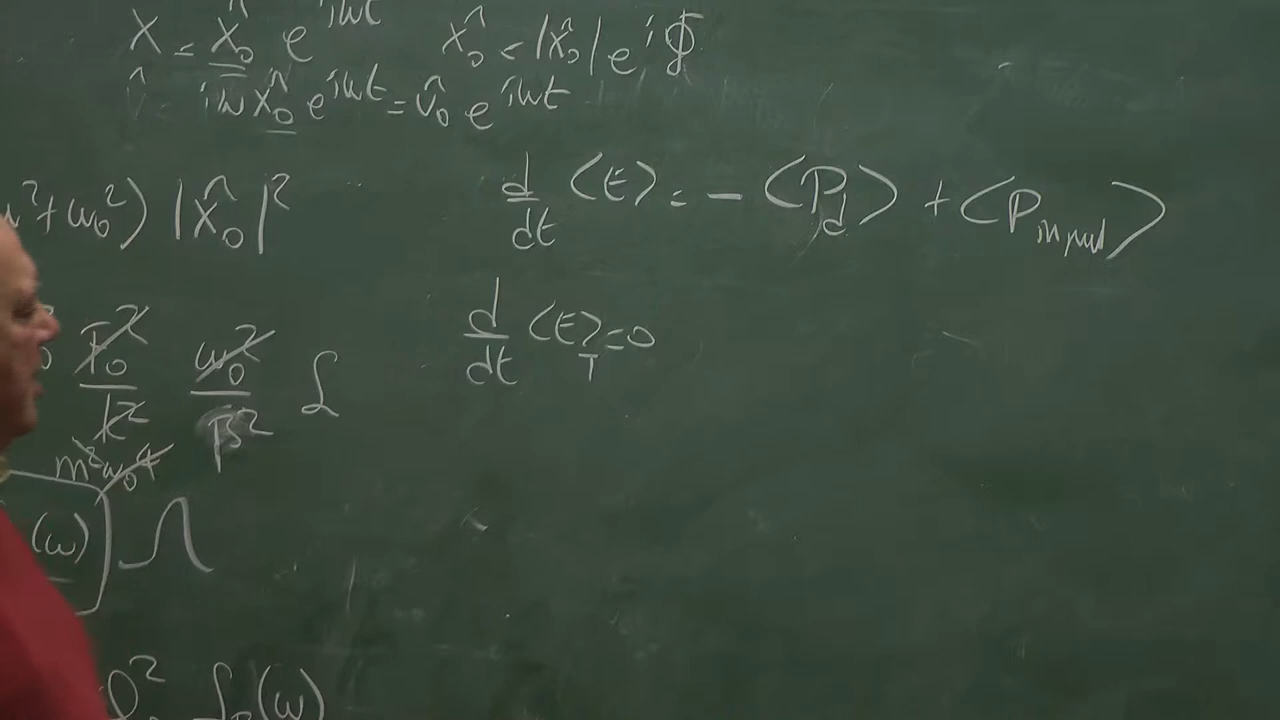 X = X̂₀ e^{iωt} X̂₀ = |X̂₀| e^{iΦ}
iω X̂₀ e^{iωt} = v̂₀ e^{iωt}
d/dt ⟨E⟩ = - ⟨P_d⟩ + ⟨P_input⟩
ω² + ω₀²) |X̂₀|²
d/dt ⟨E⟩_T = 0
F₀²/k² ω₀²/β² L
m²ω₀⁴
(ω)
(ω)